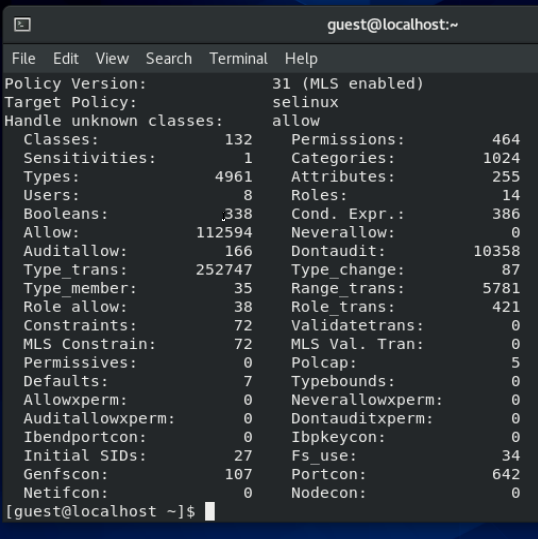 guest@localhost:~
File Edit View Search Terminal Help
Policy Version: 31 (MLS enabled)
Target Policy: selinux
Handle unknown classes: allow
Classes: 132 Permissions: 464
Sensitivities: 1 Categories: 1024
Types: 4961 Attributes: 255
Users: 8 Roles: 14
Booleans: 338 Cond. Expr.: 386
Allow: 112594 Neverallow: 0
Auditallow: 166 Dontaudit: 10358
Type_trans: 252747 Type_change: 87
Type_member: 35 Range_trans: 5781
Role allow: 38 Role_trans: 421
Constraints: 72 Validatetrans: 0
MLS Constrain: 72 MLS Val. Tran: 0
Permissives: 0 Polcap: 5
Defaults: 7 Typebounds: 0
Allowxperm: 0 Neverallowxperm: 0
Auditallowxperm: 0 Dontauditxperm: 0
Ibendportcon: 0 Ibpkeycon: 0
Initial SIDs: 27 Fs_use: 34
Genfscon: 107 Portcon: 642
Netifcon: 0 Nodecon: 0
[guest@localhost ~]$